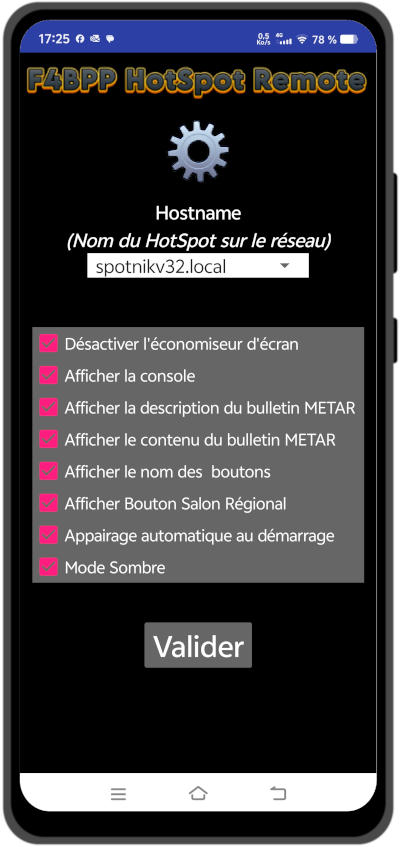 17:25
0.5 Ko/s 4G 78 %
F4BPP HotSpot Remote
Hostname
(Nom du HotSpot sur le réseau)
spotnikv32.local
Désactiver l'économiseur d'écran
Afficher la console
Afficher la description du bulletin METAR
Afficher le contenu du bulletin METAR
Afficher le nom des  boutons
Afficher Bouton Salon Régional
Appairage automatique au démarrage
Mode Sombre
Valider